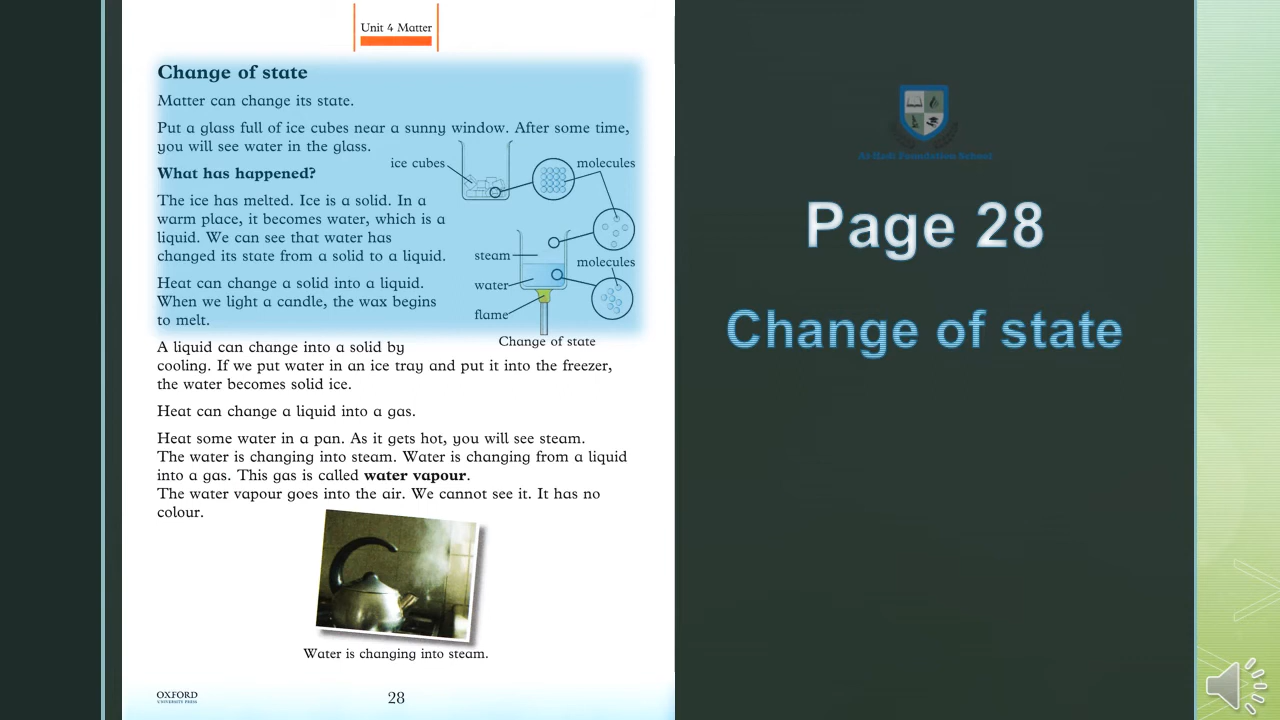 Unit 4 Matter
Change of state
Matter can change its state.
Put a glass full of ice cubes near a sunny window. After some time,
you will see water in the glass.
ice cubes
molecules
What has happened?
The ice has melted. Ice is a solid. In a
warm place, it becomes water, which is a
liquid. We can see that water has
changed its state from a solid to a liquid.
steam
molecules
water
flame
Heat can change a solid into a liquid.
When we light a candle, the wax begins
to melt.
Change of state
A liquid can change into a solid by
cooling. If we put water in an ice tray and put it into the freezer,
the water becomes solid ice.
Heat can change a liquid into a gas.
Heat some water in a pan. As it gets hot, you will see steam.
The water is changing into steam. Water is changing from a liquid
into a gas. This gas is called water vapour.
The water vapour goes into the air. We cannot see it. It has no
colour.
Water is changing into steam.
OXFORD
UNIVERSITY PRESS
28
Al Hadi Foundation School
Page 28
Change of state